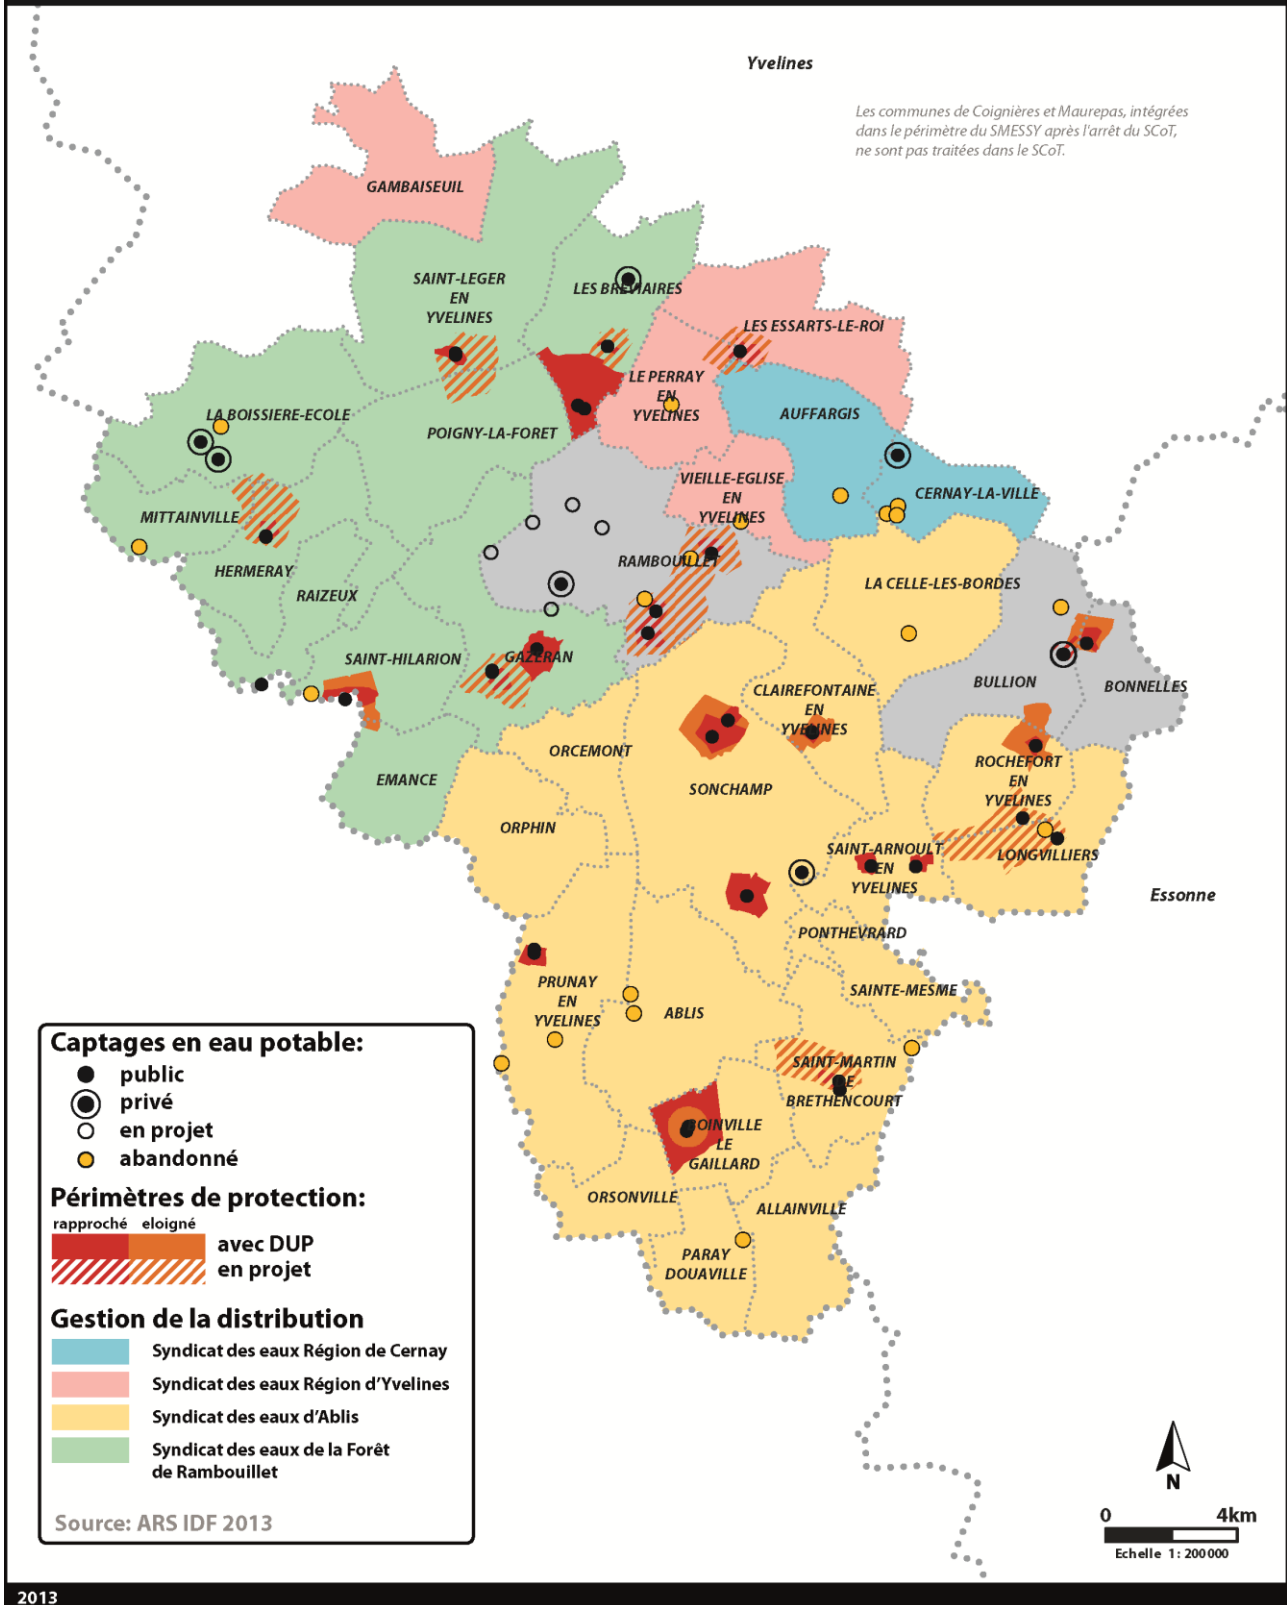 Yvelines
Les communes de Coignières et Maurepas, intégrées
dans le périmètre du SMESSY après l'arrêt du SCoT,
ne sont pas traitées dans le SCoT.
GAMBAISEUIL
SAINT-LEGER
EN
YVELINES
LES BREVIAIRES
LES ESSARTS-LE-ROI
LE PERRAY
EN
YVELINES
AUFFARGIS
LA BOISSIERE-ECOLE
POIGNY-LA-FORET
VIEILLE-EGLISE
EN
YVELINES
CERNAY-LA-VILLE
MITTAINVILLE
HERMERAY
RAIZEUX
RAMBOUILLET
LA CELLE-LES-BORDES
SAINT-HILARION
GAZERAN
CLAIREFONTAINE
EN
YVELINES
BULLION
BONNELLES
ORCEMONT
EMANCE
SONCHAMP
ROCHEFORT
EN
YVELINES
ORPHIN
SAINT-ARNOULT
EN
YVELINES
LONGVILLIERS
Essonne
PONTHEVRARD
PRUNAY
EN
YVELINES
ABLIS
SAINTE-MESME
SAINT-MARTIN
DE
BRETHENCOURT
BOINVILLE
LE
GAILLARD
ORSONVILLE
ALLAINVILLE
PARAY
DOUAVILLE
Captages en eau potable:
public
privé
en projet
abandonné
Périmètres de protection:
rapproché eloigné
avec DUP
en projet
Gestion de la distribution
Syndicat des eaux Région de Cernay
Syndicat des eaux Région d'Yvelines
Syndicat des eaux d'Ablis
Syndicat des eaux de la Forêt
de Rambouillet
Source: ARS IDF 2013
N
0 4km
Echelle 1 : 200 000
2013